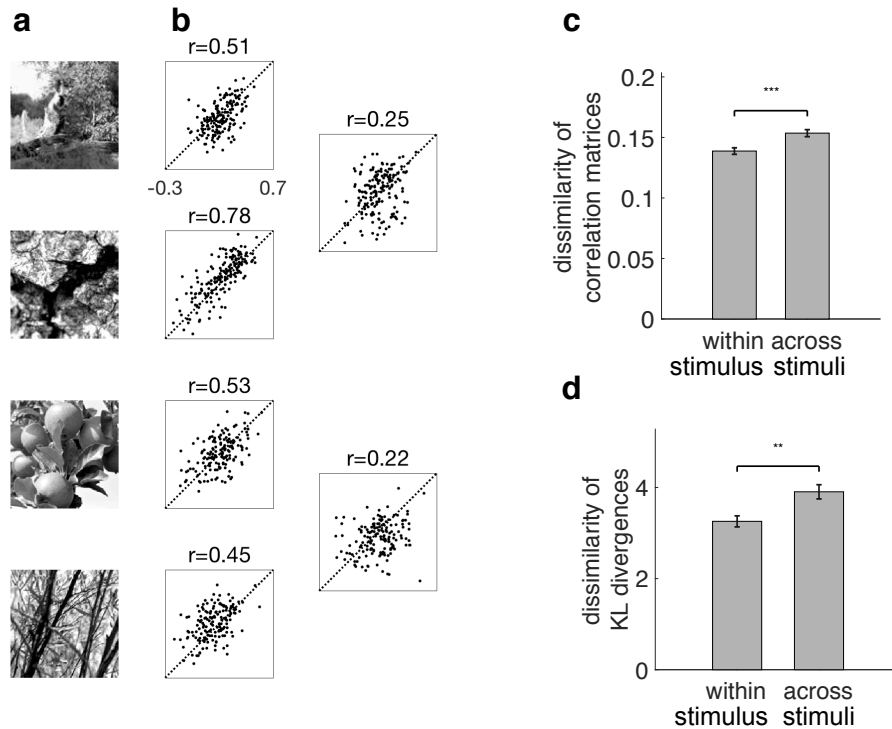 a
b
r=0.51
-0.3
0.7
r=0.25
r=0.78
r=0.53
r=0.22
r=0.45
c
dissimilarity of
correlation matrices
0.2
0.15
0.1
0.05
0
***
within across
stimulus stimuli
d
dissimilarity of
KL divergences
4
2
0
**
within across
stimulus stimuli